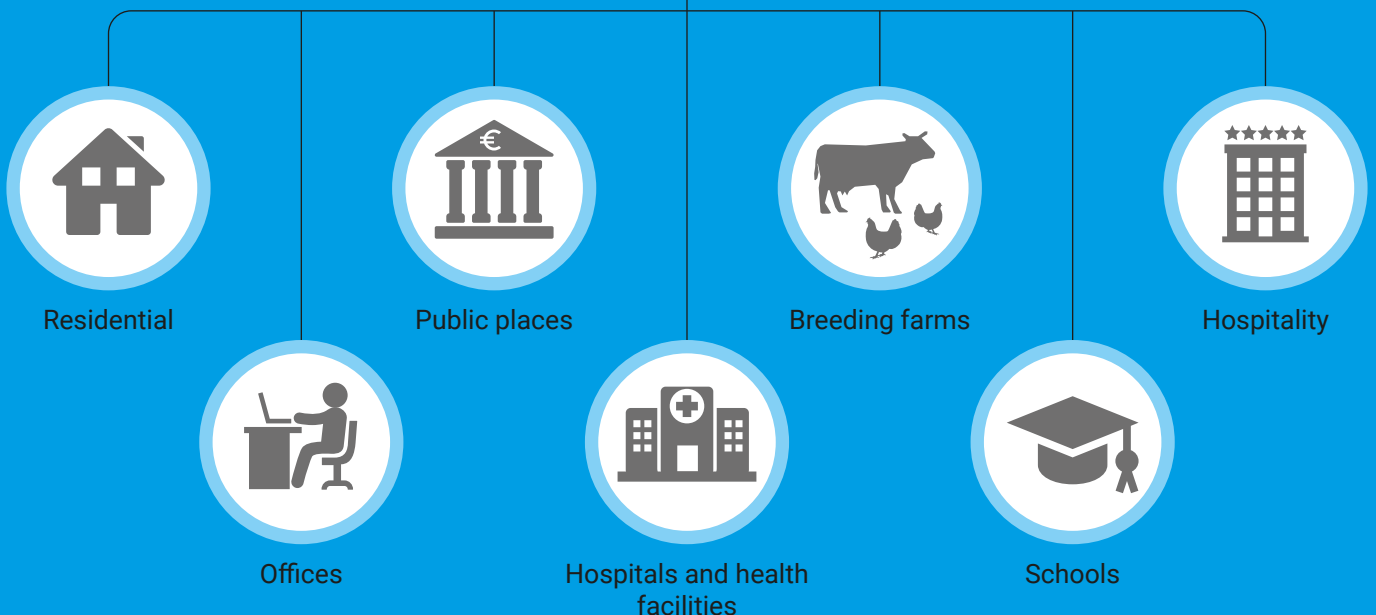 €
Residential
Public places
Breeding farms
Hospitality
Offices
Hospitals and health
facilities
Schools